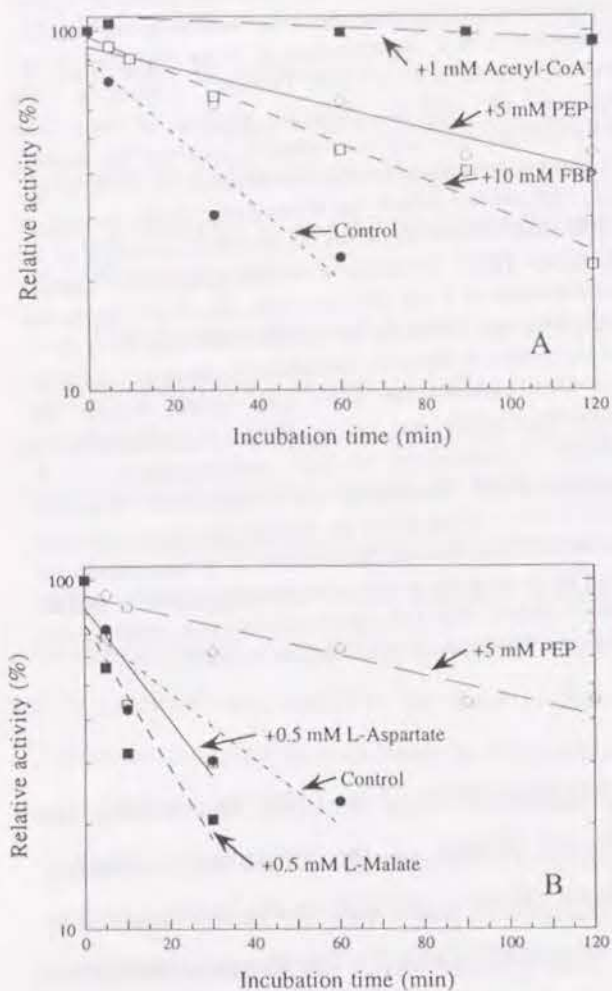 100
+1 mm Acetyl-CoA
+5 mM PEP
+10 mM FBP
Control
Relative activity (%)
A
10
0 20 40 60 80 100 120
Incubation time (min)
100
+5 mM PEP
+0.5 mM L-Aspartate
Control
+0.5 mM L-Malate
Relative activity (%)
B
10
0 20 40 60 80 100 120
Incubation time (min)